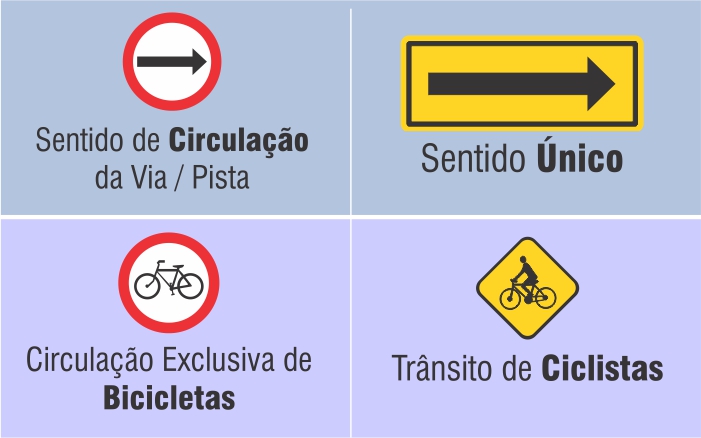 Sentido de Circulação
da Via / Pista
Sentido Único
Circulação Exclusiva de
Bicicletas
Trânsito de Ciclistas